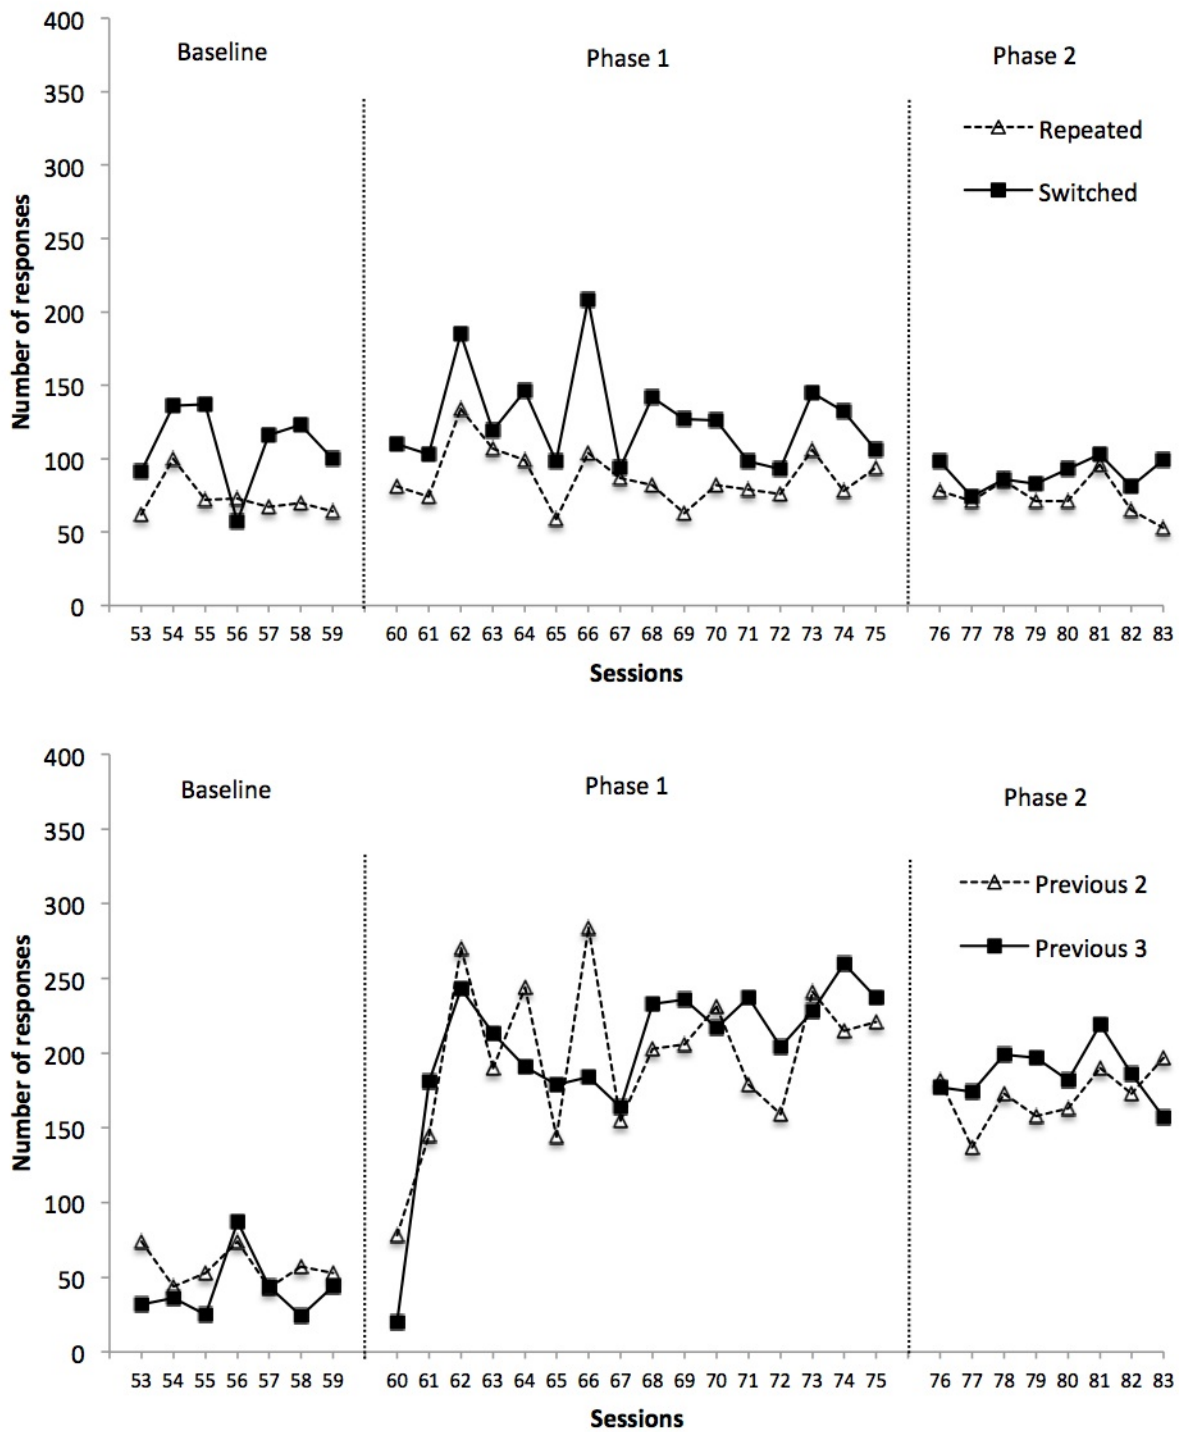 400
Baseline
Phase 1
Phase 2
350
Repeated
300
Switched
250
200
150
100
50
0
Number of responses
53 54 55 56 57 58 59 60 61 62 63 64 65 66 67 68 69 70 71 72 73 74 75 76 77 78 79 80 81 82 83
Sessions
400
Baseline
Phase 1
Phase 2
350
Previous 2
300
Previous 3
250
200
150
100
50
0
Number of responses
53 54 55 56 57 58 59 60 61 62 63 64 65 66 67 68 69 70 71 72 73 74 75 76 77 78 79 80 81 82 83
Sessions